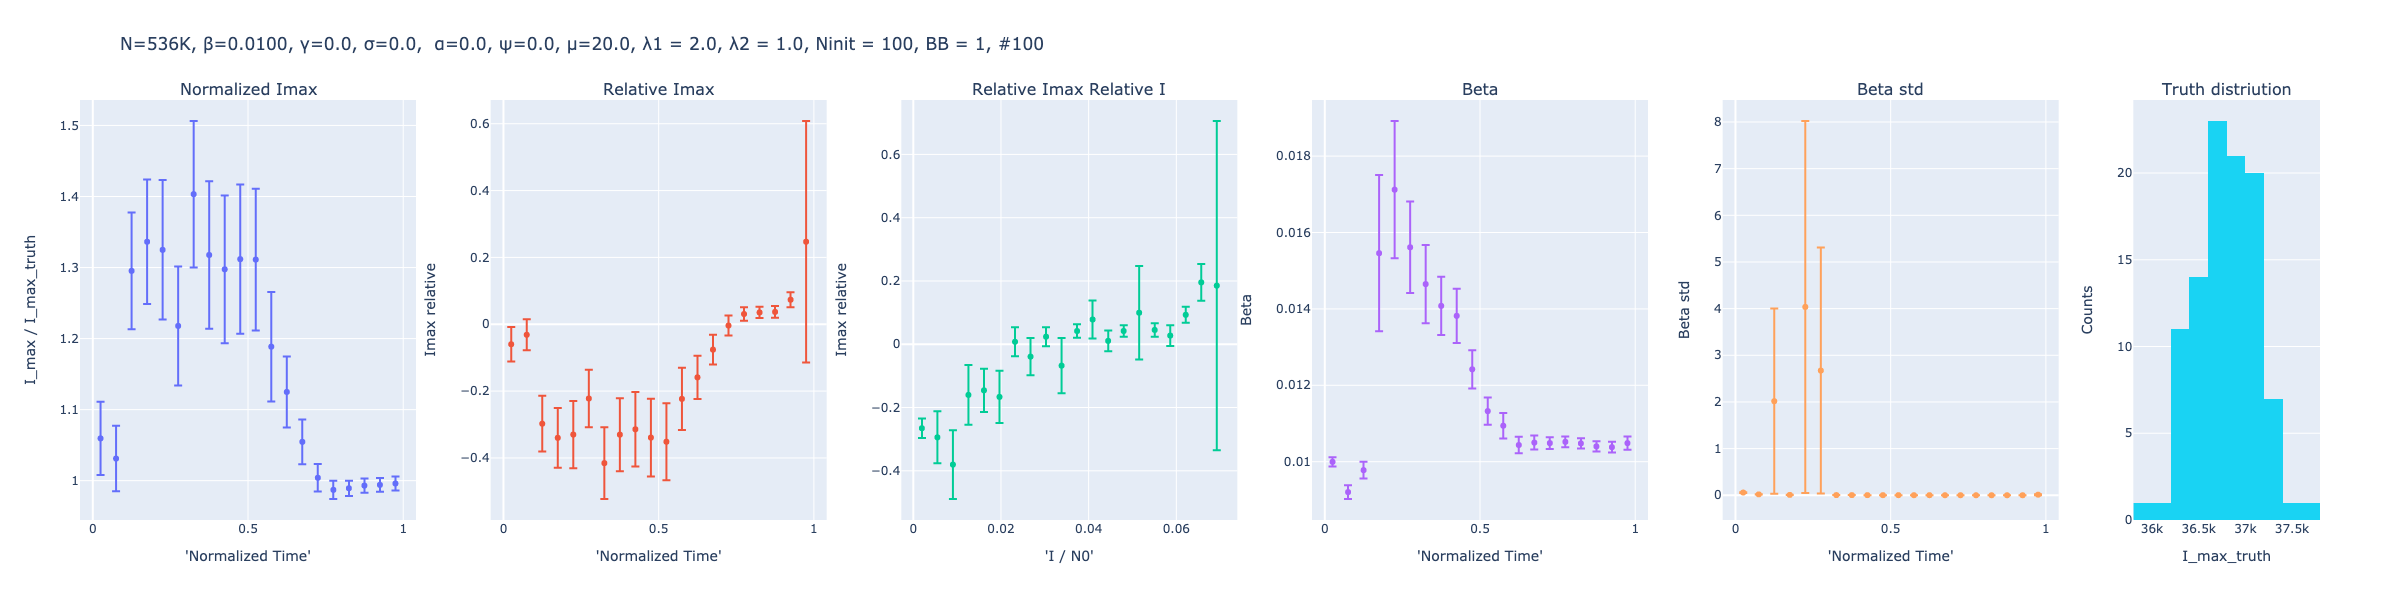 N=536K, β=0.0100, γ=0.0, σ=0.0,  α=0.0, ψ=0.0, μ=20.0, λ1 = 2.0, λ2 = 1.0, Ninit = 100, BB = 1, #100
Normalized Imax
I_max / I_max_truth
1.5
1.4
1.3
1.2
1.1
1
0
0.5
1
'Normalized Time'
Relative Imax
Imax relative
0.6
0.4
0.2
0
−0.2
−0.4
0
0.5
1
'Normalized Time'
Relative Imax Relative I
Imax relative
0.6
0.4
0.2
0
−0.2
−0.4
0
0.02
0.04
0.06
'I / N0'
Beta
Beta
0.018
0.016
0.014
0.012
0.01
0
0.5
1
'Normalized Time'
Beta std
Beta std
8
7
6
5
4
3
2
1
0
0
0.5
1
'Normalized Time'
Truth distriution
Counts
20
15
10
5
0
36k
36.5k
37k
37.5k
I_max_truth